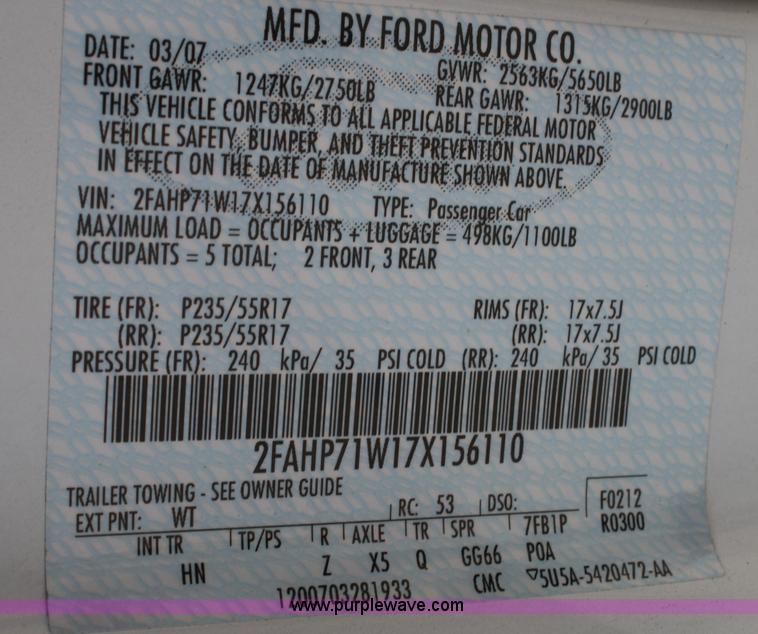 MFD. BY FORD MOTOR CO.
DATE: 03/07 GVWR: 2563KG/5650LB
FRONT GAWR: 1247KG/2750LB REAR GAWR: 1315KG/2900LB
THIS VEHICLE CONFORMS TO ALL APPLICABLE FEDERAL MOTOR
VEHICLE SAFETY, BUMPER, AND THEFT PREVENTION STANDARDS
IN EFFECT ON THE DATE OF MANUFACTURE SHOWN ABOVE.
VIN: 2FAHP71W17X156110 TYPE: Passenger Car
MAXIMUM LOAD = OCCUPANTS + LUGGAGE = 498KG/1100LB
OCCUPANTS = 5 TOTAL; 2 FRONT, 3 REAR
TIRE (FR): P235/55R17 RIMS (FR): 17x7.5J
(RR): P235/55R17 (RR): 17x7.5J
PRESSURE (FR): 240 kPa/ 35 PSI COLD (RR): 240 kPa/ 35 PSI COLD
2FAHP71W17X156110
TRAILER TOWING - SEE OWNER GUIDE
EXT PNT: WT RC: 53 DSO: F0212
INT TR TP/PS R AXLE TR SPR 7FB1P R0300
HN Z X5 Q GG66 POA
1200703281933 CMC ▽5U5A-5420472-AA
www.purplewave.com